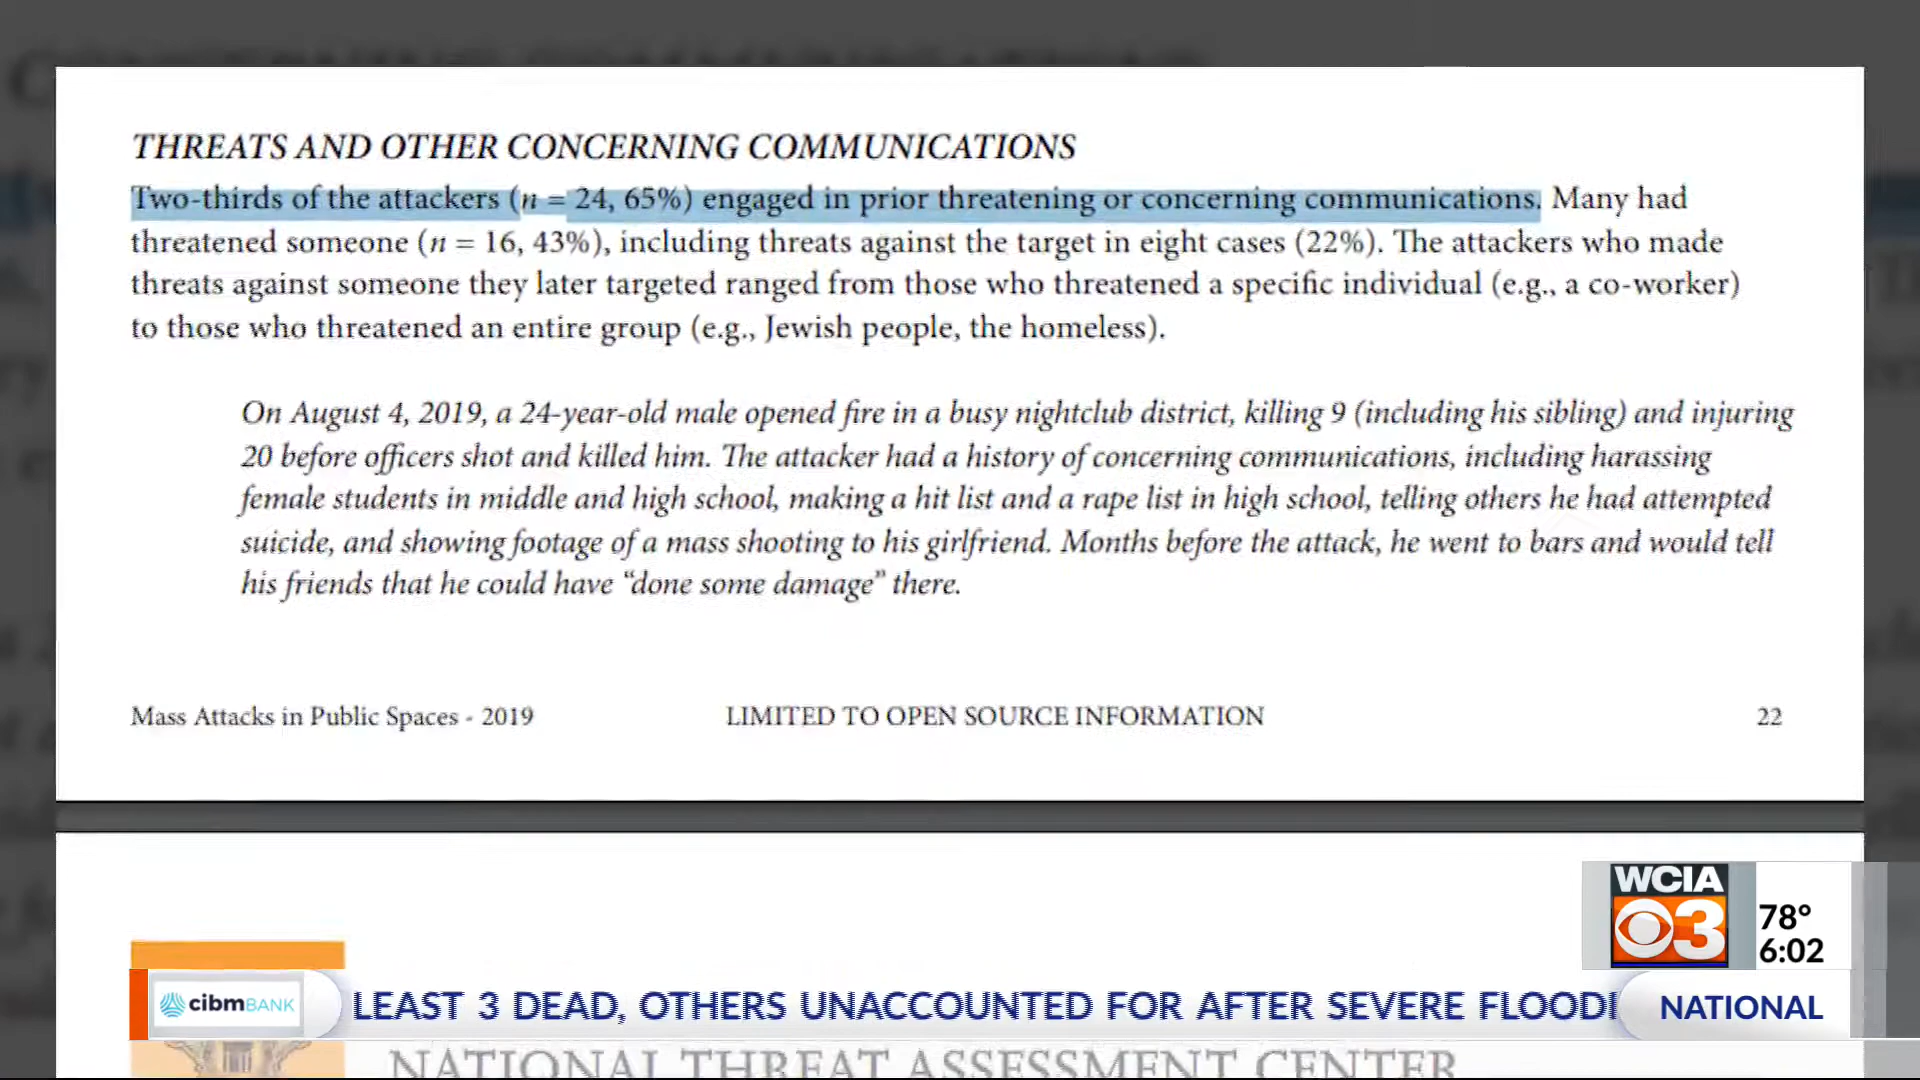 THREATS AND OTHER CONCERNING COMMUNICATIONS
Two-thirds of the attackers (n = 24, 65%) engaged in prior threatening or concerning communications. Many had
threatened someone (n = 16, 43%), including threats against the target in eight cases (22%). The attackers who made
threats against someone they later targeted ranged from those who threatened a specific individual (e.g., a co-worker)
to those who threatened an entire group (e.g., Jewish people, the homeless).
On August 4, 2019, a 24-year-old male opened fire in a busy nightclub district, killing 9 (including his sibling) and injuring
20 before officers shot and killed him. The attacker had a history of concerning communications, including harassing
female students in middle and high school, making a hit list and a rape list in high school, telling others he had attempted
suicide, and showing footage of a mass shooting to his girlfriend. Months before the attack, he went to bars and would tell
his friends that he could have “done some damage” there.
Mass Attacks in Public Spaces - 2019 LIMITED TO OPEN SOURCE INFORMATION 22
WCIA
3
78°
6:02
cibmBANK LEAST 3 DEAD, OTHERS UNACCOUNTED FOR AFTER SEVERE FLOODI NATIONAL
NATIONAL THREAT ASSESSMENT CENTER